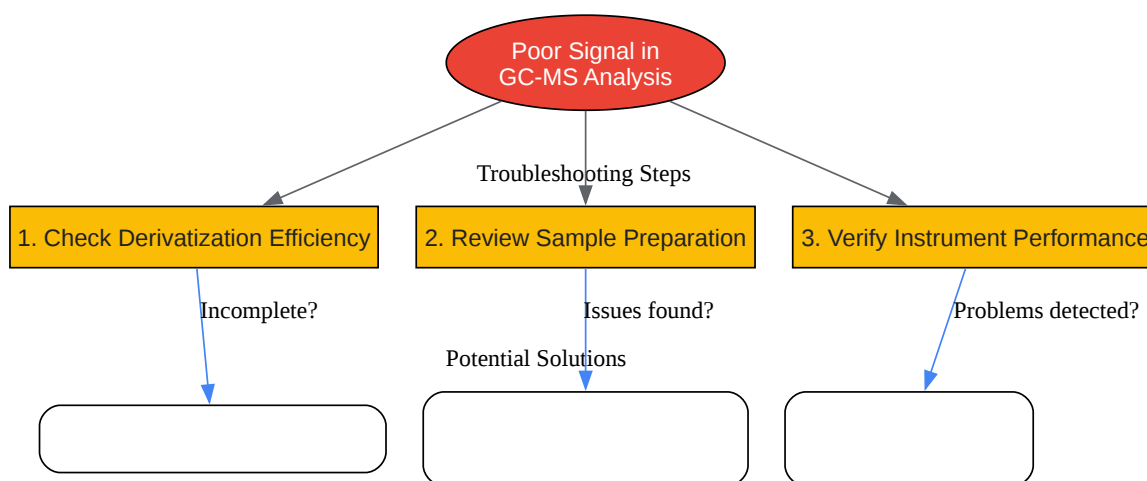 Poor Signal in
GC-MS Analysis
Troubleshooting Steps
1. Check Derivatization Efficiency
2. Review Sample Preparation
3. Verify Instrument Performance
Incomplete?
Issues found?
Problems detected?
Potential Solutions